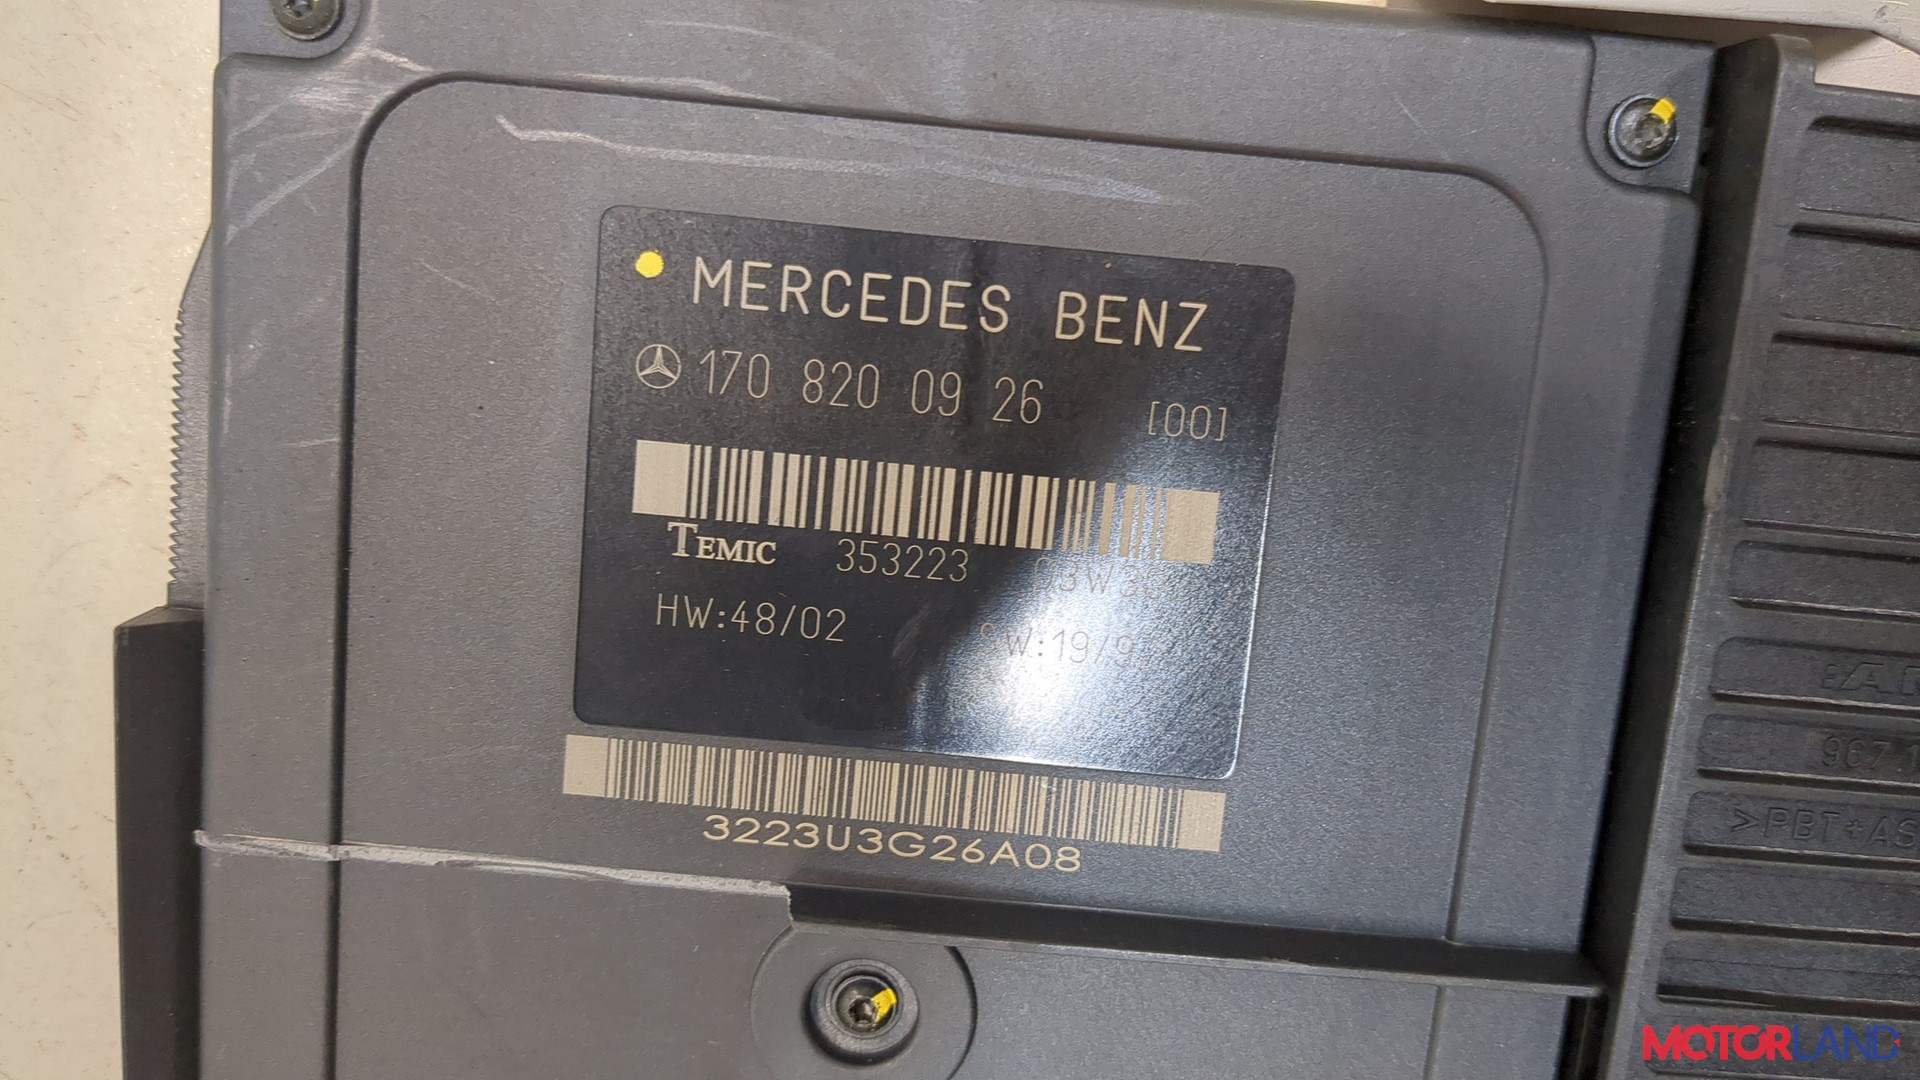 MERCEDES BENZ
170 820 09 26 [00]
TEMIC 353223
HW:48/02
3223U3G26A08
>PBT+AS
MOTORLAND